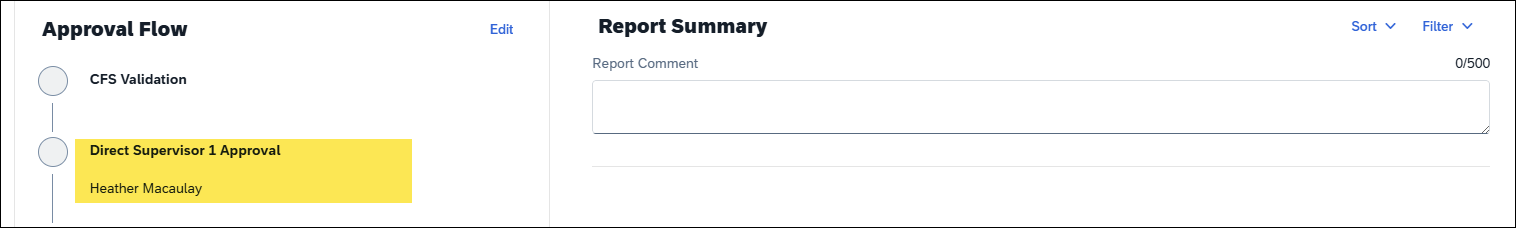 Approval Flow
Edit
CFS Validation
Direct Supervisor 1 Approval
Heather Macaulay
Report Summary
Sort
Filter
Report Comment
0/500